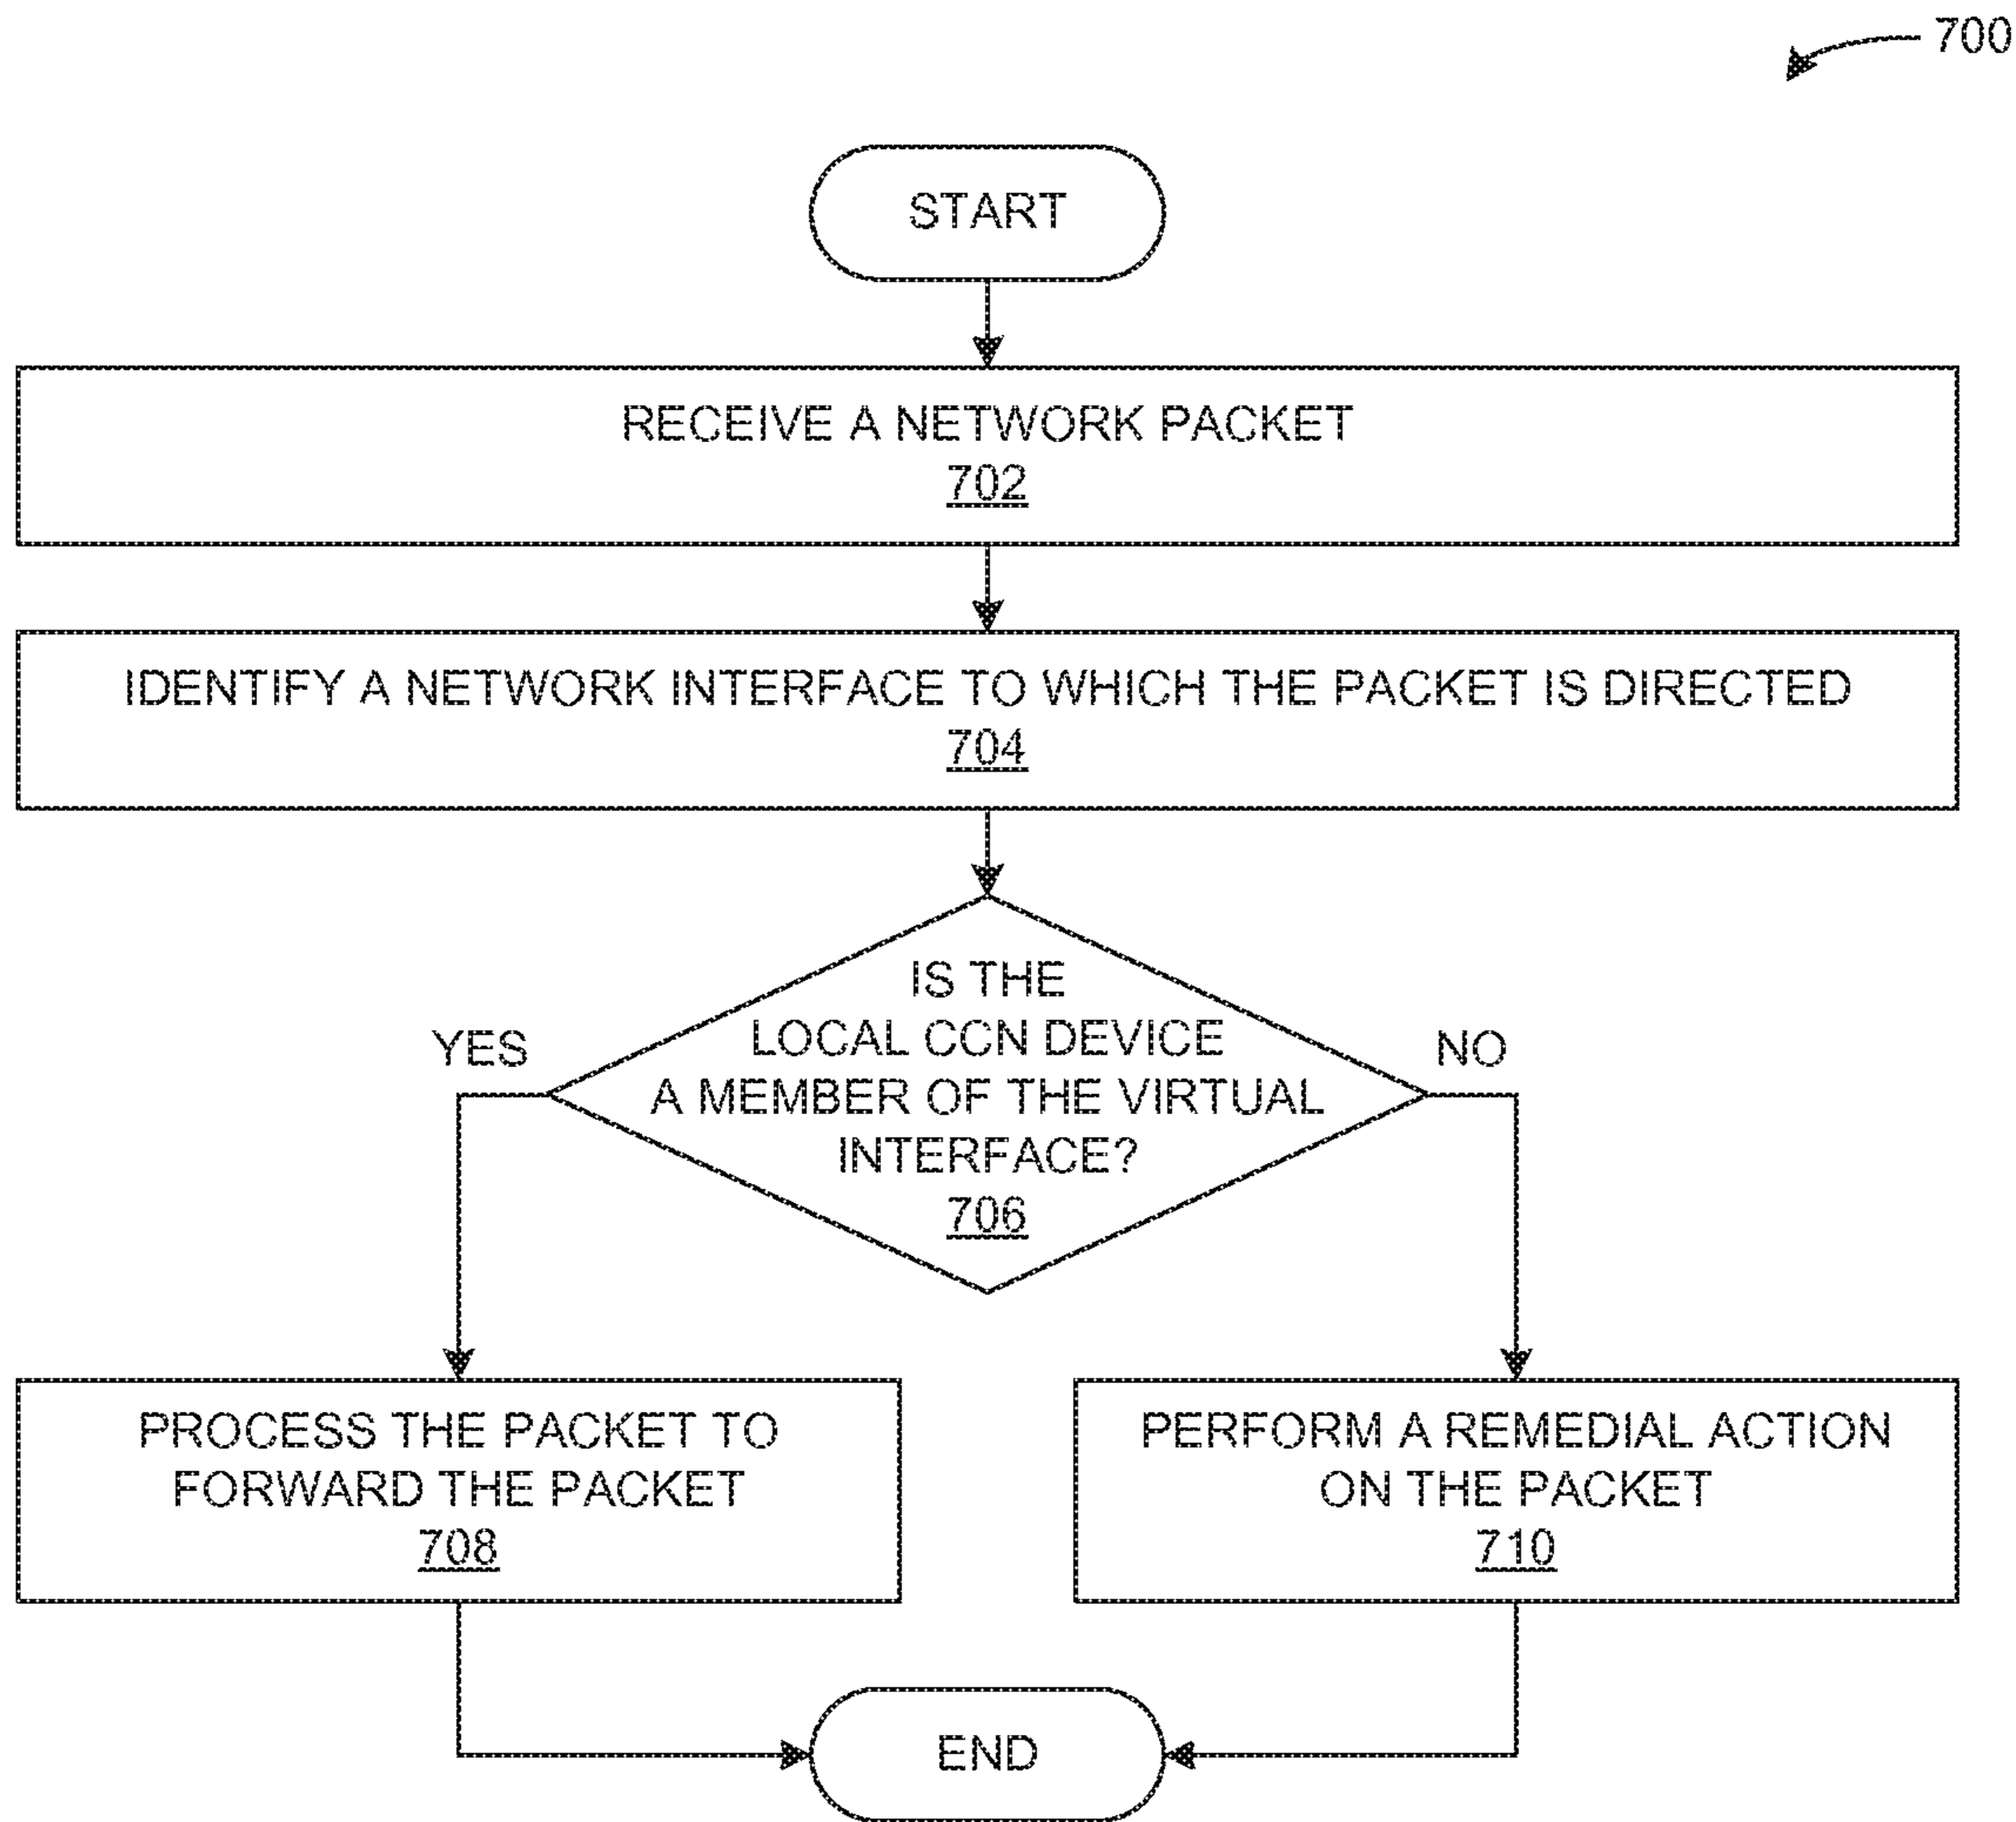 700
START
RECEIVE A NETWORK PACKET
702
IDENTIFY A NETWORK INTERFACE TO WHICH THE PACKET IS DIRECTED
704
IS THE
LOCAL CCN DEVICE
A MEMBER OF THE VIRTUAL
INTERFACE?
706
YES
NO
PROCESS THE PACKET TO
FORWARD THE PACKET
708
PERFORM A REMEDIAL ACTION
ON THE PACKET
710
END